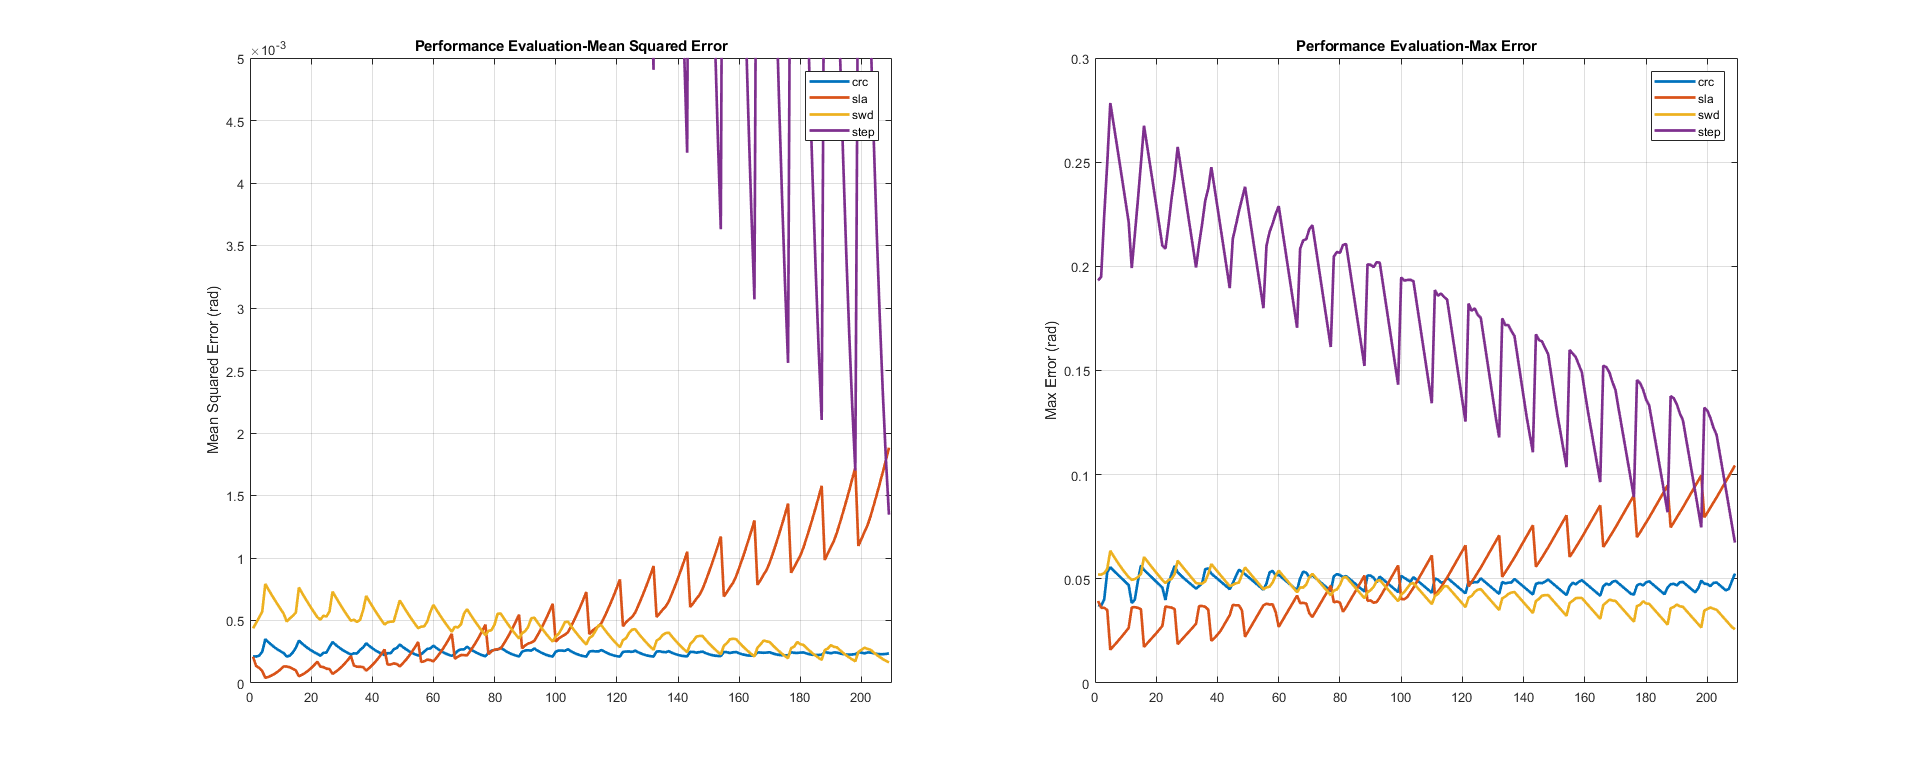 Performance Evaluation-Mean Squared Error
×10⁻³
5
4.5
4
3.5
3
2.5
2
1.5
1
0.5
0
Mean Squared Error (rad)
0 20 40 60 80 100 120 140 160 180 200
crc
sla
swd
step
Performance Evaluation-Max Error
0.3
0.25
0.2
0.15
0.1
0.05
0
Max Error (rad)
0 20 40 60 80 100 120 140 160 180 200
crc
sla
swd
step